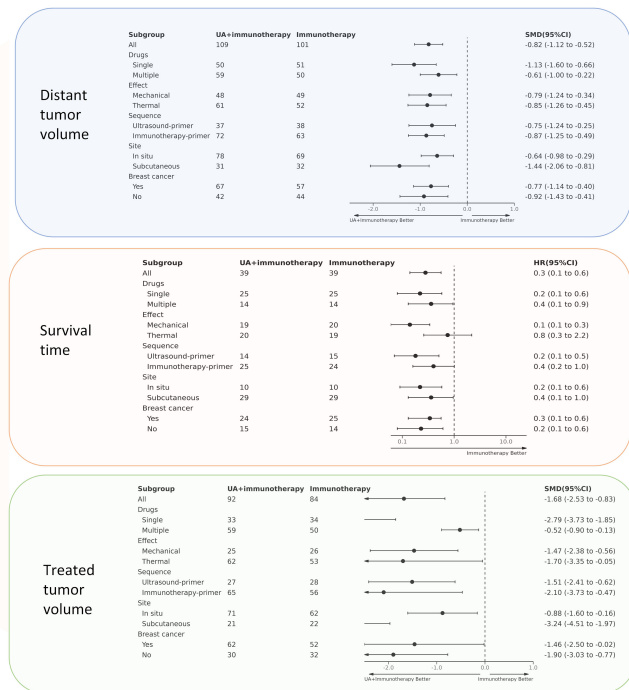 Distant
tumor
volume
Subgroup UA+immunotherapy Immunotherapy SMD(95%CI)
All 109 101 -0.82 (-1.12 to -0.52)
Drugs
Single 50 51 -1.13 (-1.60 to -0.66)
Multiple 59 50 -0.61 (-1.00 to -0.22)
Effect
Mechanical 48 49 -0.79 (-1.24 to -0.34)
Thermal 61 52 -0.85 (-1.26 to -0.45)
Sequence
Ultrasound-primer 37 38 -0.75 (-1.24 to -0.25)
Immunotherapy-primer 72 63 -0.87 (-1.25 to -0.49)
Site
In situ 78 69 -0.64 (-0.98 to -0.29)
Subcutaneous 31 32 -1.44 (-2.06 to -0.81)
Breast cancer
Yes 67 57 -0.77 (-1.14 to -0.40)
No 42 44 -0.92 (-1.43 to -0.41)
-2.0 -1.0 0.0 1.0
UA+Immunotherapy Better Immunotherapy Better
Survival
time
Subgroup UA+immunotherapy Immunotherapy HR(95%CI)
All 39 39 0.3 (0.1 to 0.6)
Drugs
Single 25 25 0.2 (0.1 to 0.6)
Multiple 14 14 0.4 (0.1 to 0.9)
Effect
Mechanical 19 20 0.1 (0.1 to 0.3)
Thermal 20 19 0.8 (0.3 to 2.2)
Sequence
Ultrasound-primer 14 15 0.2 (0.1 to 0.5)
Immunotherapy-primer 25 24 0.4 (0.2 to 1.0)
Site
In situ 10 10 0.2 (0.1 to 0.6)
Subcutaneous 29 29 0.4 (0.1 to 1.0)
Breast cancer
Yes 24 25 0.3 (0.1 to 0.6)
No 15 14 0.2 (0.1 to 0.6)
0.1 1.0 10.0
Immunotherapy Better
Treated
tumor
volume
Subgroup UA+immunotherapy Immunotherapy SMD(95%CI)
All 92 84 -1.68 (-2.53 to -0.83)
Drugs
Single 33 34 -2.79 (-3.73 to -1.85)
Multiple 59 50 -0.52 (-0.90 to -0.13)
Effect
Mechanical 25 26 -1.47 (-2.38 to -0.56)
Thermal 62 53 -1.70 (-3.35 to -0.05)
Sequence
Ultrasound-primer 27 28 -1.51 (-2.41 to -0.62)
Immunotherapy-primer 65 56 -2.10 (-3.73 to -0.47)
Site
In situ 71 62 -0.88 (-1.60 to -0.16)
Subcutaneous 21 22 -3.24 (-4.51 to -1.97)
Breast cancer
Yes 62 52 -1.46 (-2.50 to -0.02)
No 30 32 -1.90 (-3.03 to -0.77)
-2.0 -1.0 0.0 1.0
UA+Immunotherapy Better Immunotherapy Better